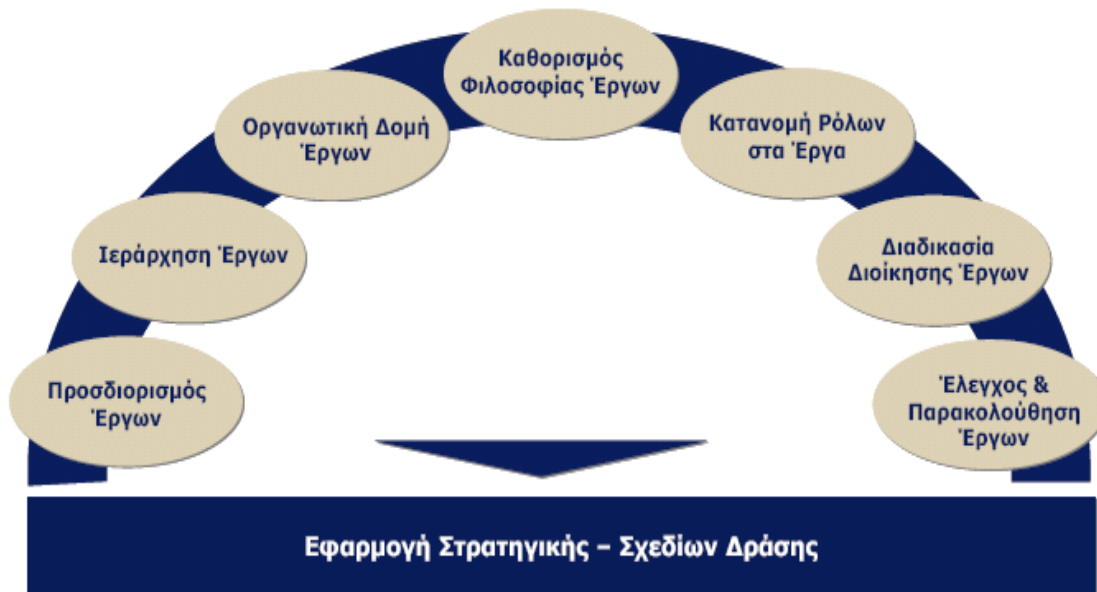 Καθορισμός
Φιλοσοφίας Έργων
Οργανωτική Δομή
Έργων
Κατανομή Ρόλων
στα Έργα
Ιεράρχηση Έργων
Διαδικασία
Διοίκησης Έργων
Προσδιορισμός
Έργων
Έλεγχος &
Παρακολούθηση
Έργων
Εφαρμογή Στρατηγικής – Σχεδίων Δράσης